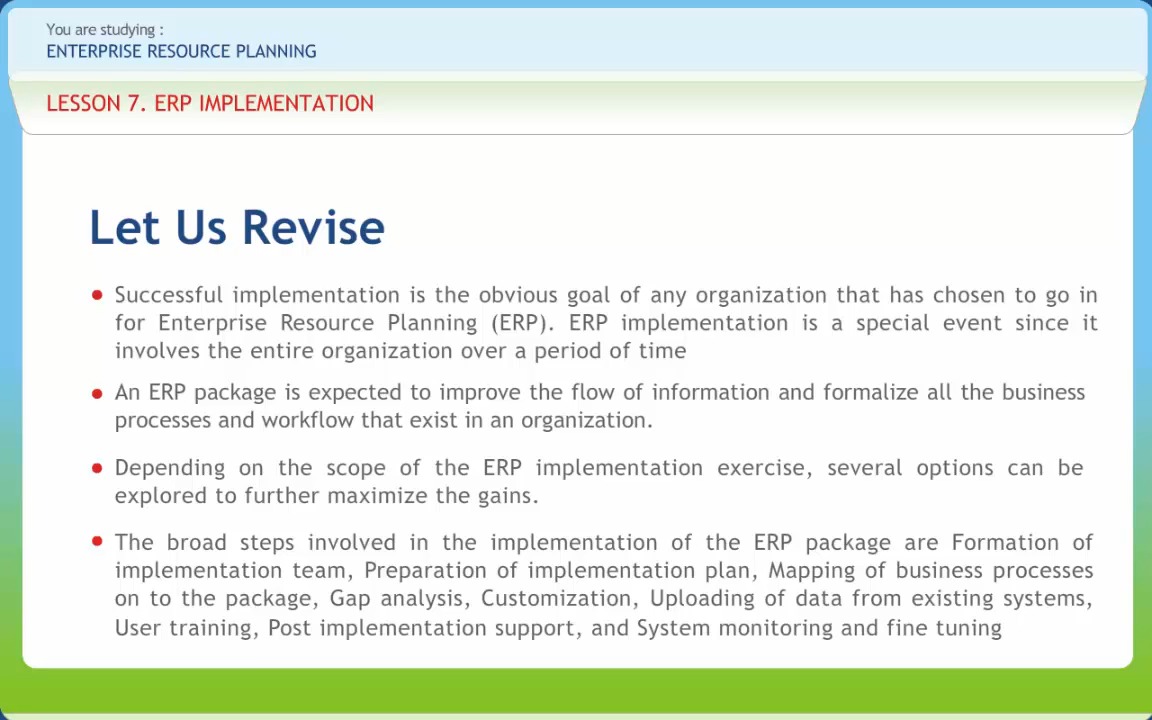 You are studying :
ENTERPRISE RESOURCE PLANNING
LESSON 7. ERP IMPLEMENTATION
Let Us Revise
• Successful implementation is the obvious goal of any organization that has chosen to go in
for Enterprise Resource Planning (ERP). ERP implementation is a special event since it
involves the entire organization over a period of time
• An ERP package is expected to improve the flow of information and formalize all the business
processes and workflow that exist in an organization.
• Depending on the scope of the ERP implementation exercise, several options can be
explored to further maximize the gains.
• The broad steps involved in the implementation of the ERP package are Formation of
implementation team, Preparation of implementation plan, Mapping of business processes
on to the package, Gap analysis, Customization, Uploading of data from existing systems,
User training, Post implementation support, and System monitoring and fine tuning